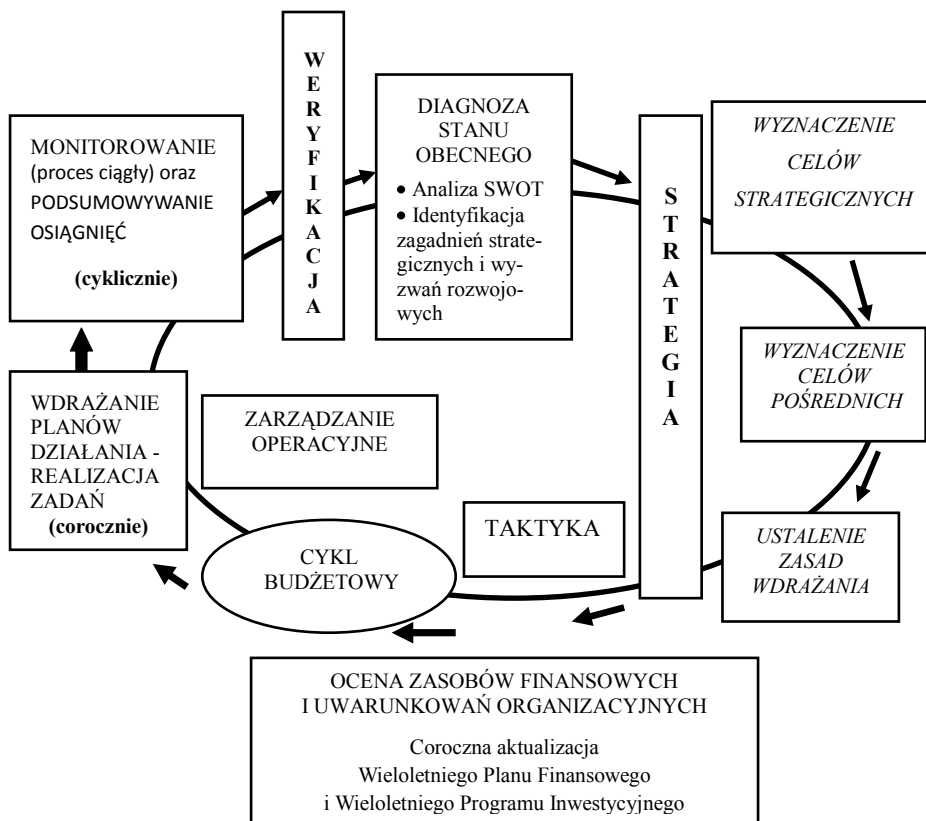 WERYFIKACJA
DIAGNOZA
STANU
OBECNEGO
• Analiza SWOT
• Identyfikacja
zagadnień strate-
gicznych i wy-
zwań rozwojo-
wych
STRATEGIA
WYZNACZENIE
CELÓW
STRATEGICZNYCH
MONITOROWANIE
(proces ciągły) oraz
PODSUMOWYWANIE
OSIĄGNIĘĆ
(cyklicznie)
WYZNACZENIE
CELÓW
POŚREDNICH
WDRAŻANIE
PLANÓW
DZIAŁANIA -
REALIZACJA
ZADAŃ
(corocznie)
ZARZĄDZANIE
OPERACYJNE
TAKTYKA
USTALENIE
ZASAD
WDRAŻANIA
CYKL
BUDŻETOWY
OCENA ZASOBÓW FINANSOWYCH
I UWARUNKOWAŃ ORGANIZACYJNYCH
Coroczna aktualizacja
Wieloletniego Planu Finansowego
i Wieloletniego Programu Inwestycyjnego